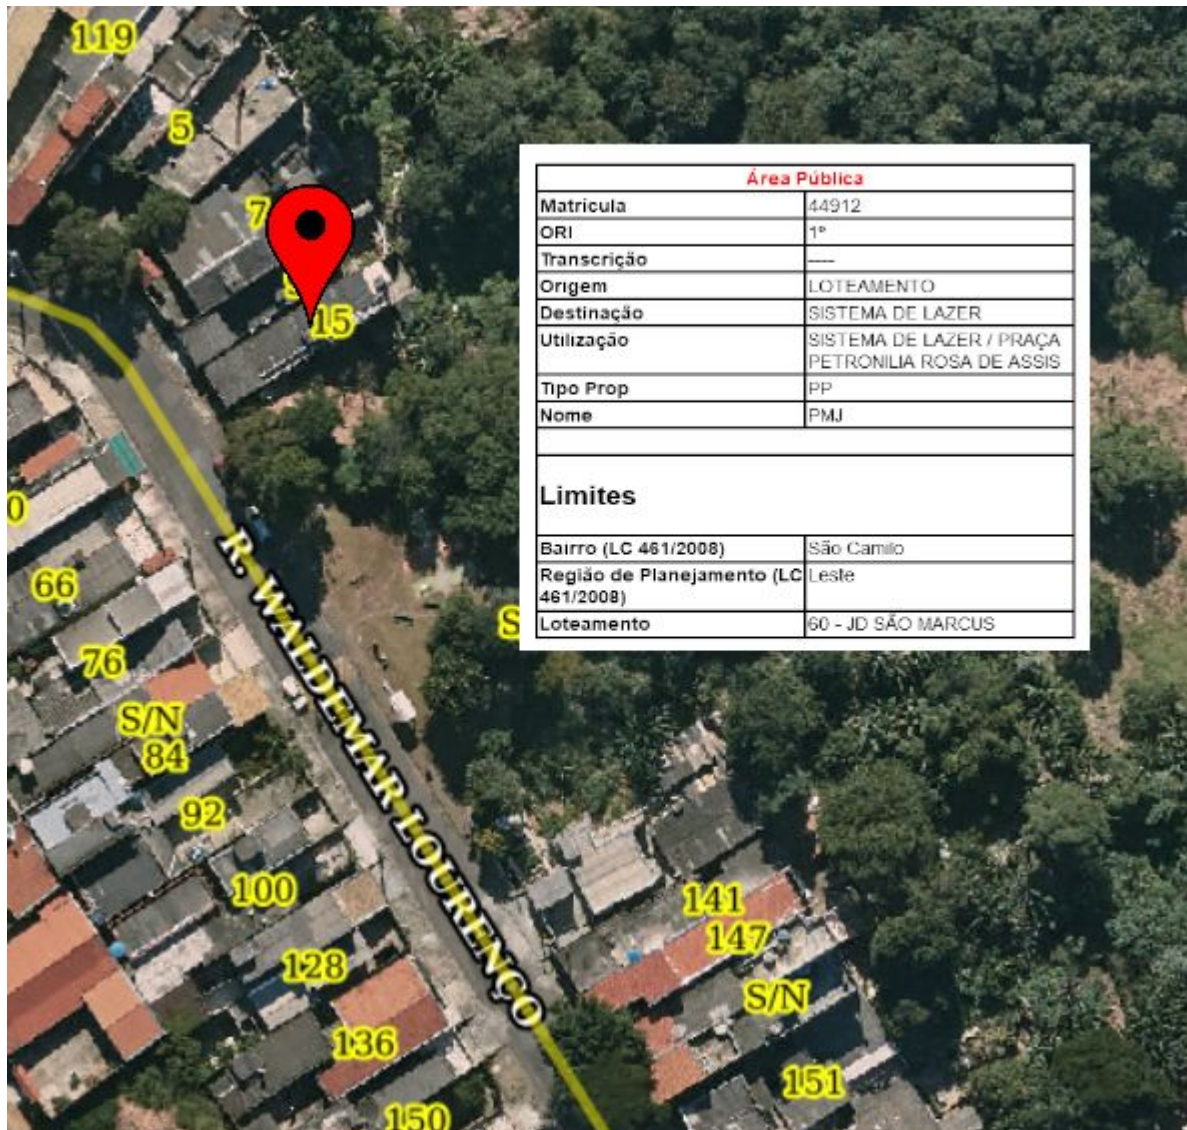 119
5
7
15
Área Pública
Matricula 44912
ORI 1º
Transcrição ----
Origem LOTEAMENTO
Destinação SISTEMA DE LAZER
Utilização SISTEMA DE LAZER / PRAÇA
PETRONILIA ROSA DE ASSIS
Tipo Prop PP
Nome PMJ
Limites
Bairro (LC 461/2008) São Camilo
Região de Planejamento (LC Leste
461/2008)
Loteamento 60 - JD SÃO MARCUS
0
66
S
76
S/N
84
92
R. WALDEMAR LOURENÇO
100
141
147
128
S/N
136
151
150